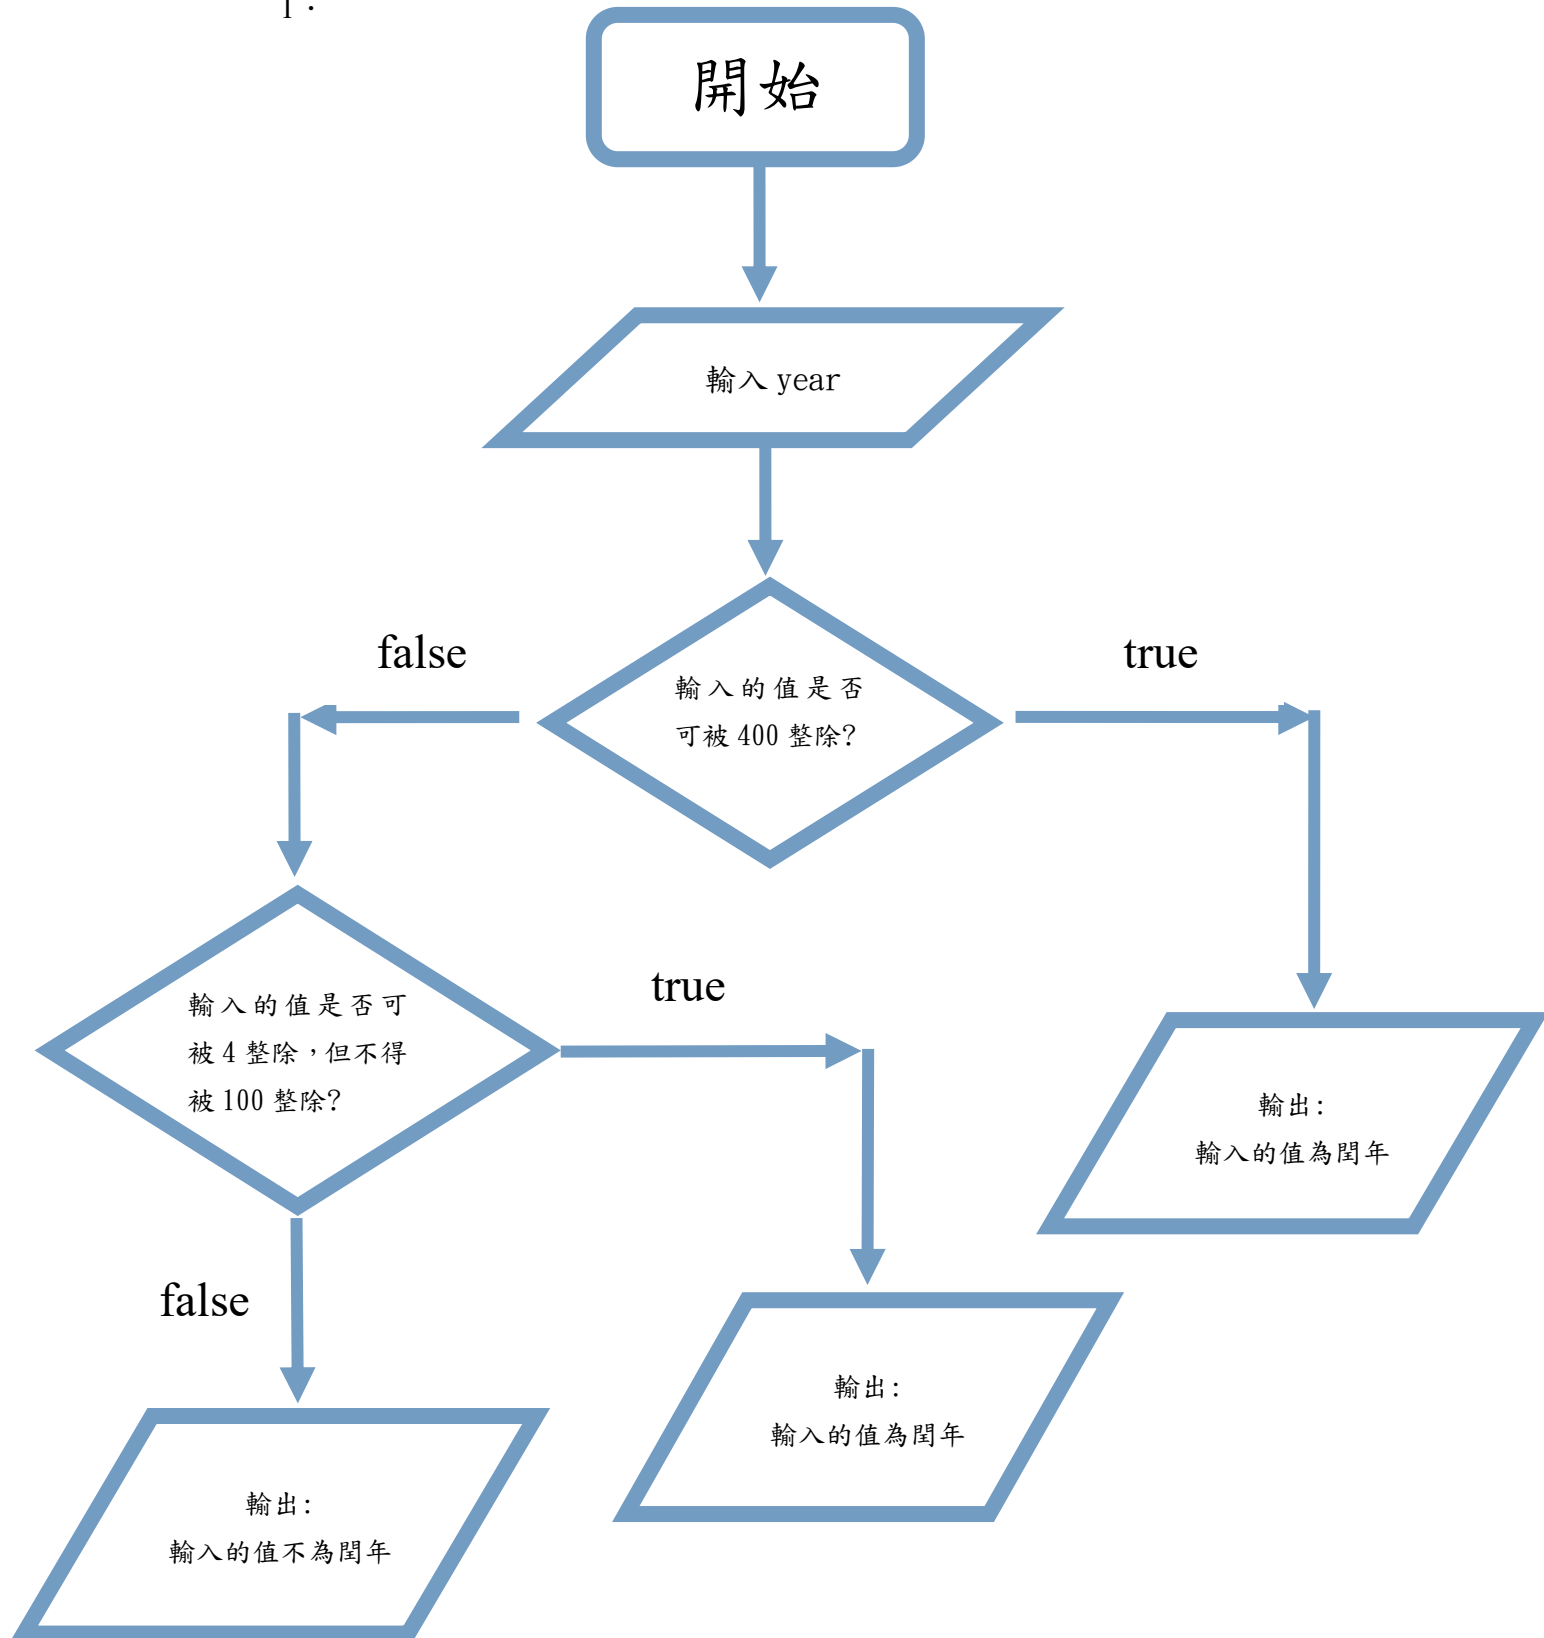 開始
輸入 year
false
true
輸入的值是否
可被 400 整除?
true
輸入的值是否可
被 4 整除，但不得
被 100 整除?
輸出:
輸入的值為閏年
false
輸出:
輸入的值為閏年
輸出:
輸入的值不為閏年